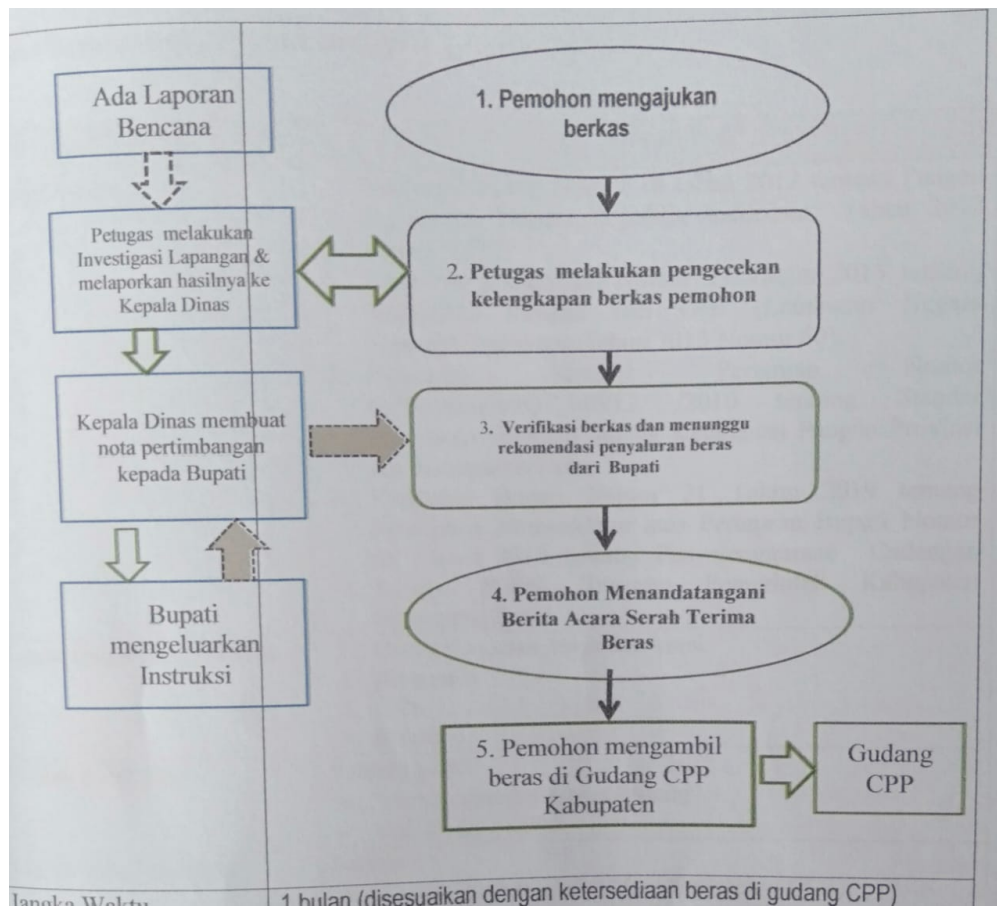 Ada Laporan
Bencana
Petugas melakukan
Investigasi Lapangan &
melaporkan hasilnya ke
Kepala Dinas
Kepala Dinas membuat
nota pertimbangan
kepada Bupati
Bupati
mengeluarkan
Instruksi
1. Pemohon mengajukan
berkas
2. Petugas melakukan pengecekan
kelengkapan berkas pemohon
3. Verifikasi berkas dan menunggu
rekomendasi penyaluran beras
dari Bupati
4. Pemohon Menandatangani
Berita Acara Serah Terima
Beras
5. Pemohon mengambil
beras di Gudang CPP
Kabupaten
Gudang
CPP
Jangka Waktu
1 bulan (disesuaikan dengan ketersediaan beras di gudang CPP)